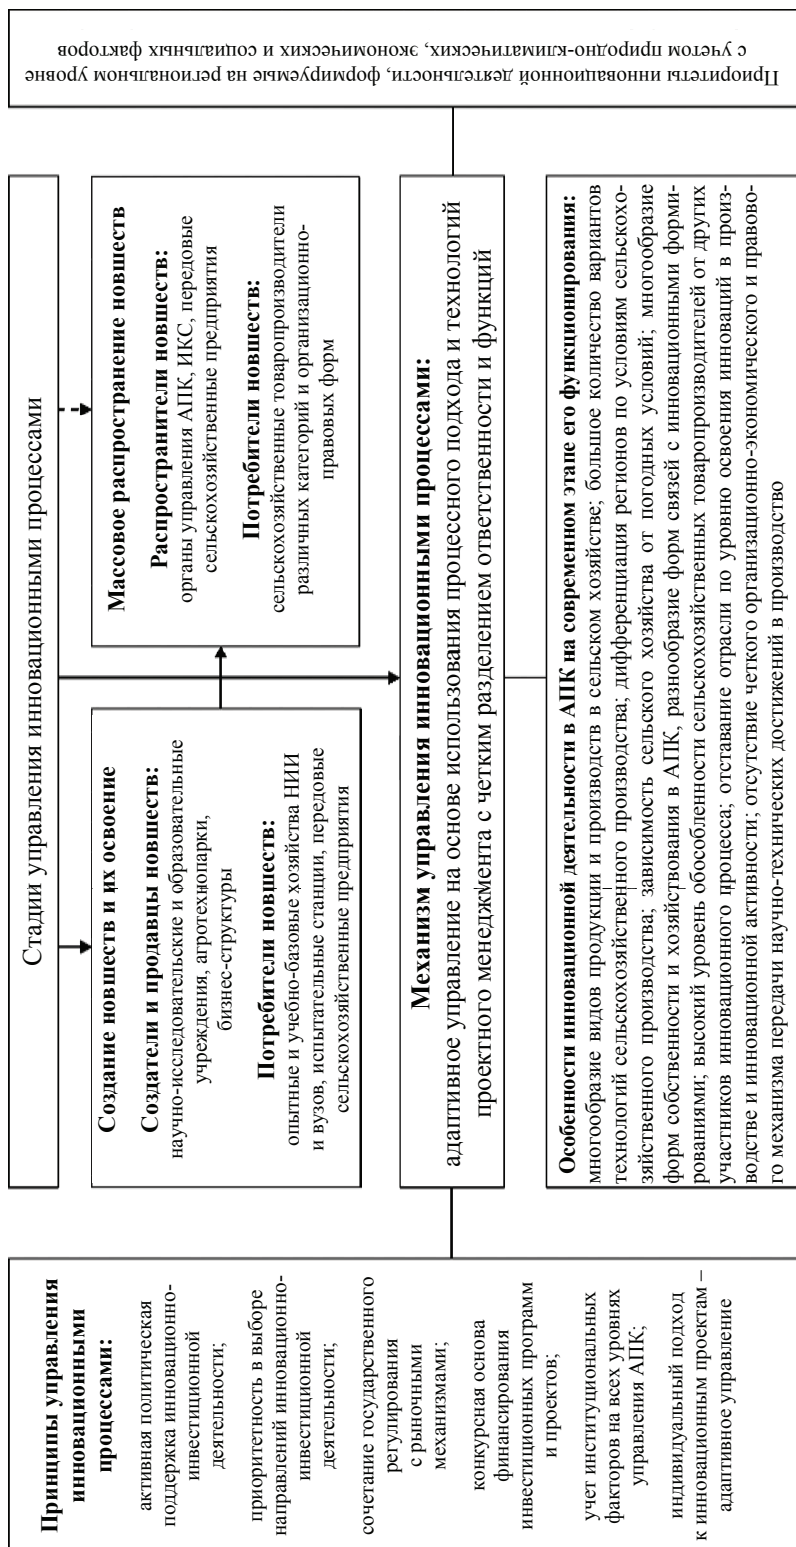 Принципы управления
инновационными
процессами:
активная политическая
поддержка инновационно-
инвестиционной
деятельности;
приоритетность в выборе
направлений инновационно-
инвестиционной
деятельности;
сочетание государственного
регулирования
с рыночными
механизмами;
конкурсная основа
финансирования
инвестиционных программ
и проектов;
учет институциональных
факторов на всех уровнях
управления АПК;
индивидуальный подход
к инновационным проектам –
адаптивное управление
Стадии управления инновационными процессами
Создание новшеств и их освоение
Создатели и продавцы новшеств:
научно-исследовательские и образовательные
учреждения, агротехнопарки,
бизнес-структуры
Потребители новшеств:
опытные и учебно-базовые хозяйства НИИ
и вузов, испытательные станции, передовые
сельскохозяйственные предприятия
Массовое распространение новшеств
Распространители новшеств:
органы управления АПК, ИКС, передовые
сельскохозяйственные предприятия
Потребители новшеств:
сельскохозяйственные товаропроизводители
различных категорий и организационно-
правовых форм
Механизм управления инновационными процессами:
адаптивное управление на основе использования процессного подхода и технологий
проектного менеджмента с четким разделением ответственности и функций
Особенности инновационной деятельности в АПК на современном этапе его функционирования:
многообразие видов продукции и производств в сельском хозяйстве; большое количество вариантов
технологий сельскохозяйственного производства; дифференциация регионов по условиям сельскохо-
зяйственного производства; зависимость сельского хозяйства от погодных условий; многообразие
форм собственности и хозяйствования в АПК, разнообразие форм связей с инновационными форми-
рованиями; высокий уровень обособленности сельскохозяйственных товаропроизводителей от других
участников инновационного процесса; отставание отрасли по уровню освоения инноваций в произ-
водстве и инновационной активности; отсутствие четкого организационно-экономического и правово-
го механизма передачи научно-технических достижений в производство
Приоритеты инновационной деятельности, формируемые на региональном уровне
с учетом природно-климатических, экономических и социальных факторов